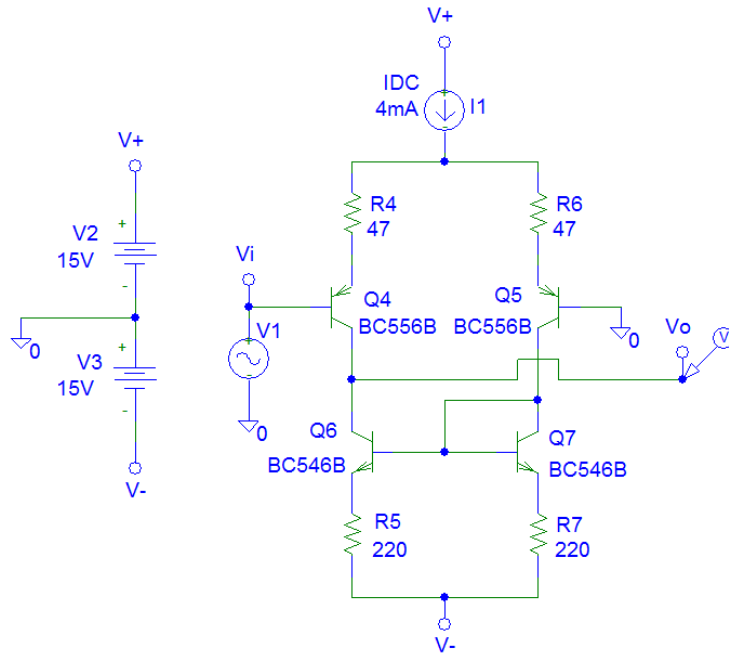 V+
IDC
4mA
I1
V+
R4
47
R6
47
V2
15V
Vi
Q4
BC556B
Q5
BC556B
V1
0
Vo
V
0
V3
15V
0
Q6
BC546B
Q7
BC546B
V-
R5
220
R7
220
V-
+
-
+
-
+
-
+
0